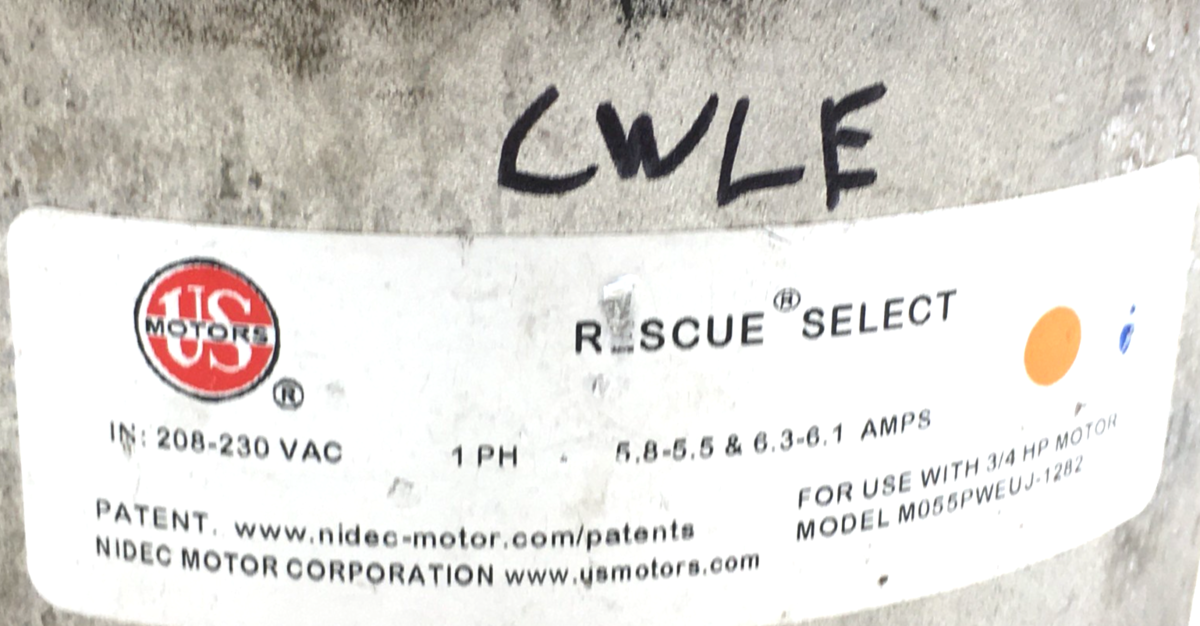 CWLE
US
MOTORS
®
RESCUE® SELECT
IN: 208-230 VAC 1 PH - 5.8-5.5 & 6.3-6.1 AMPS
FOR USE WITH 3/4 HP MOTOR
MODEL M055PWEUJ-1282
PATENT. www.nidec-motor.com/patents
NIDEC MOTOR CORPORATION www.usmotors.com